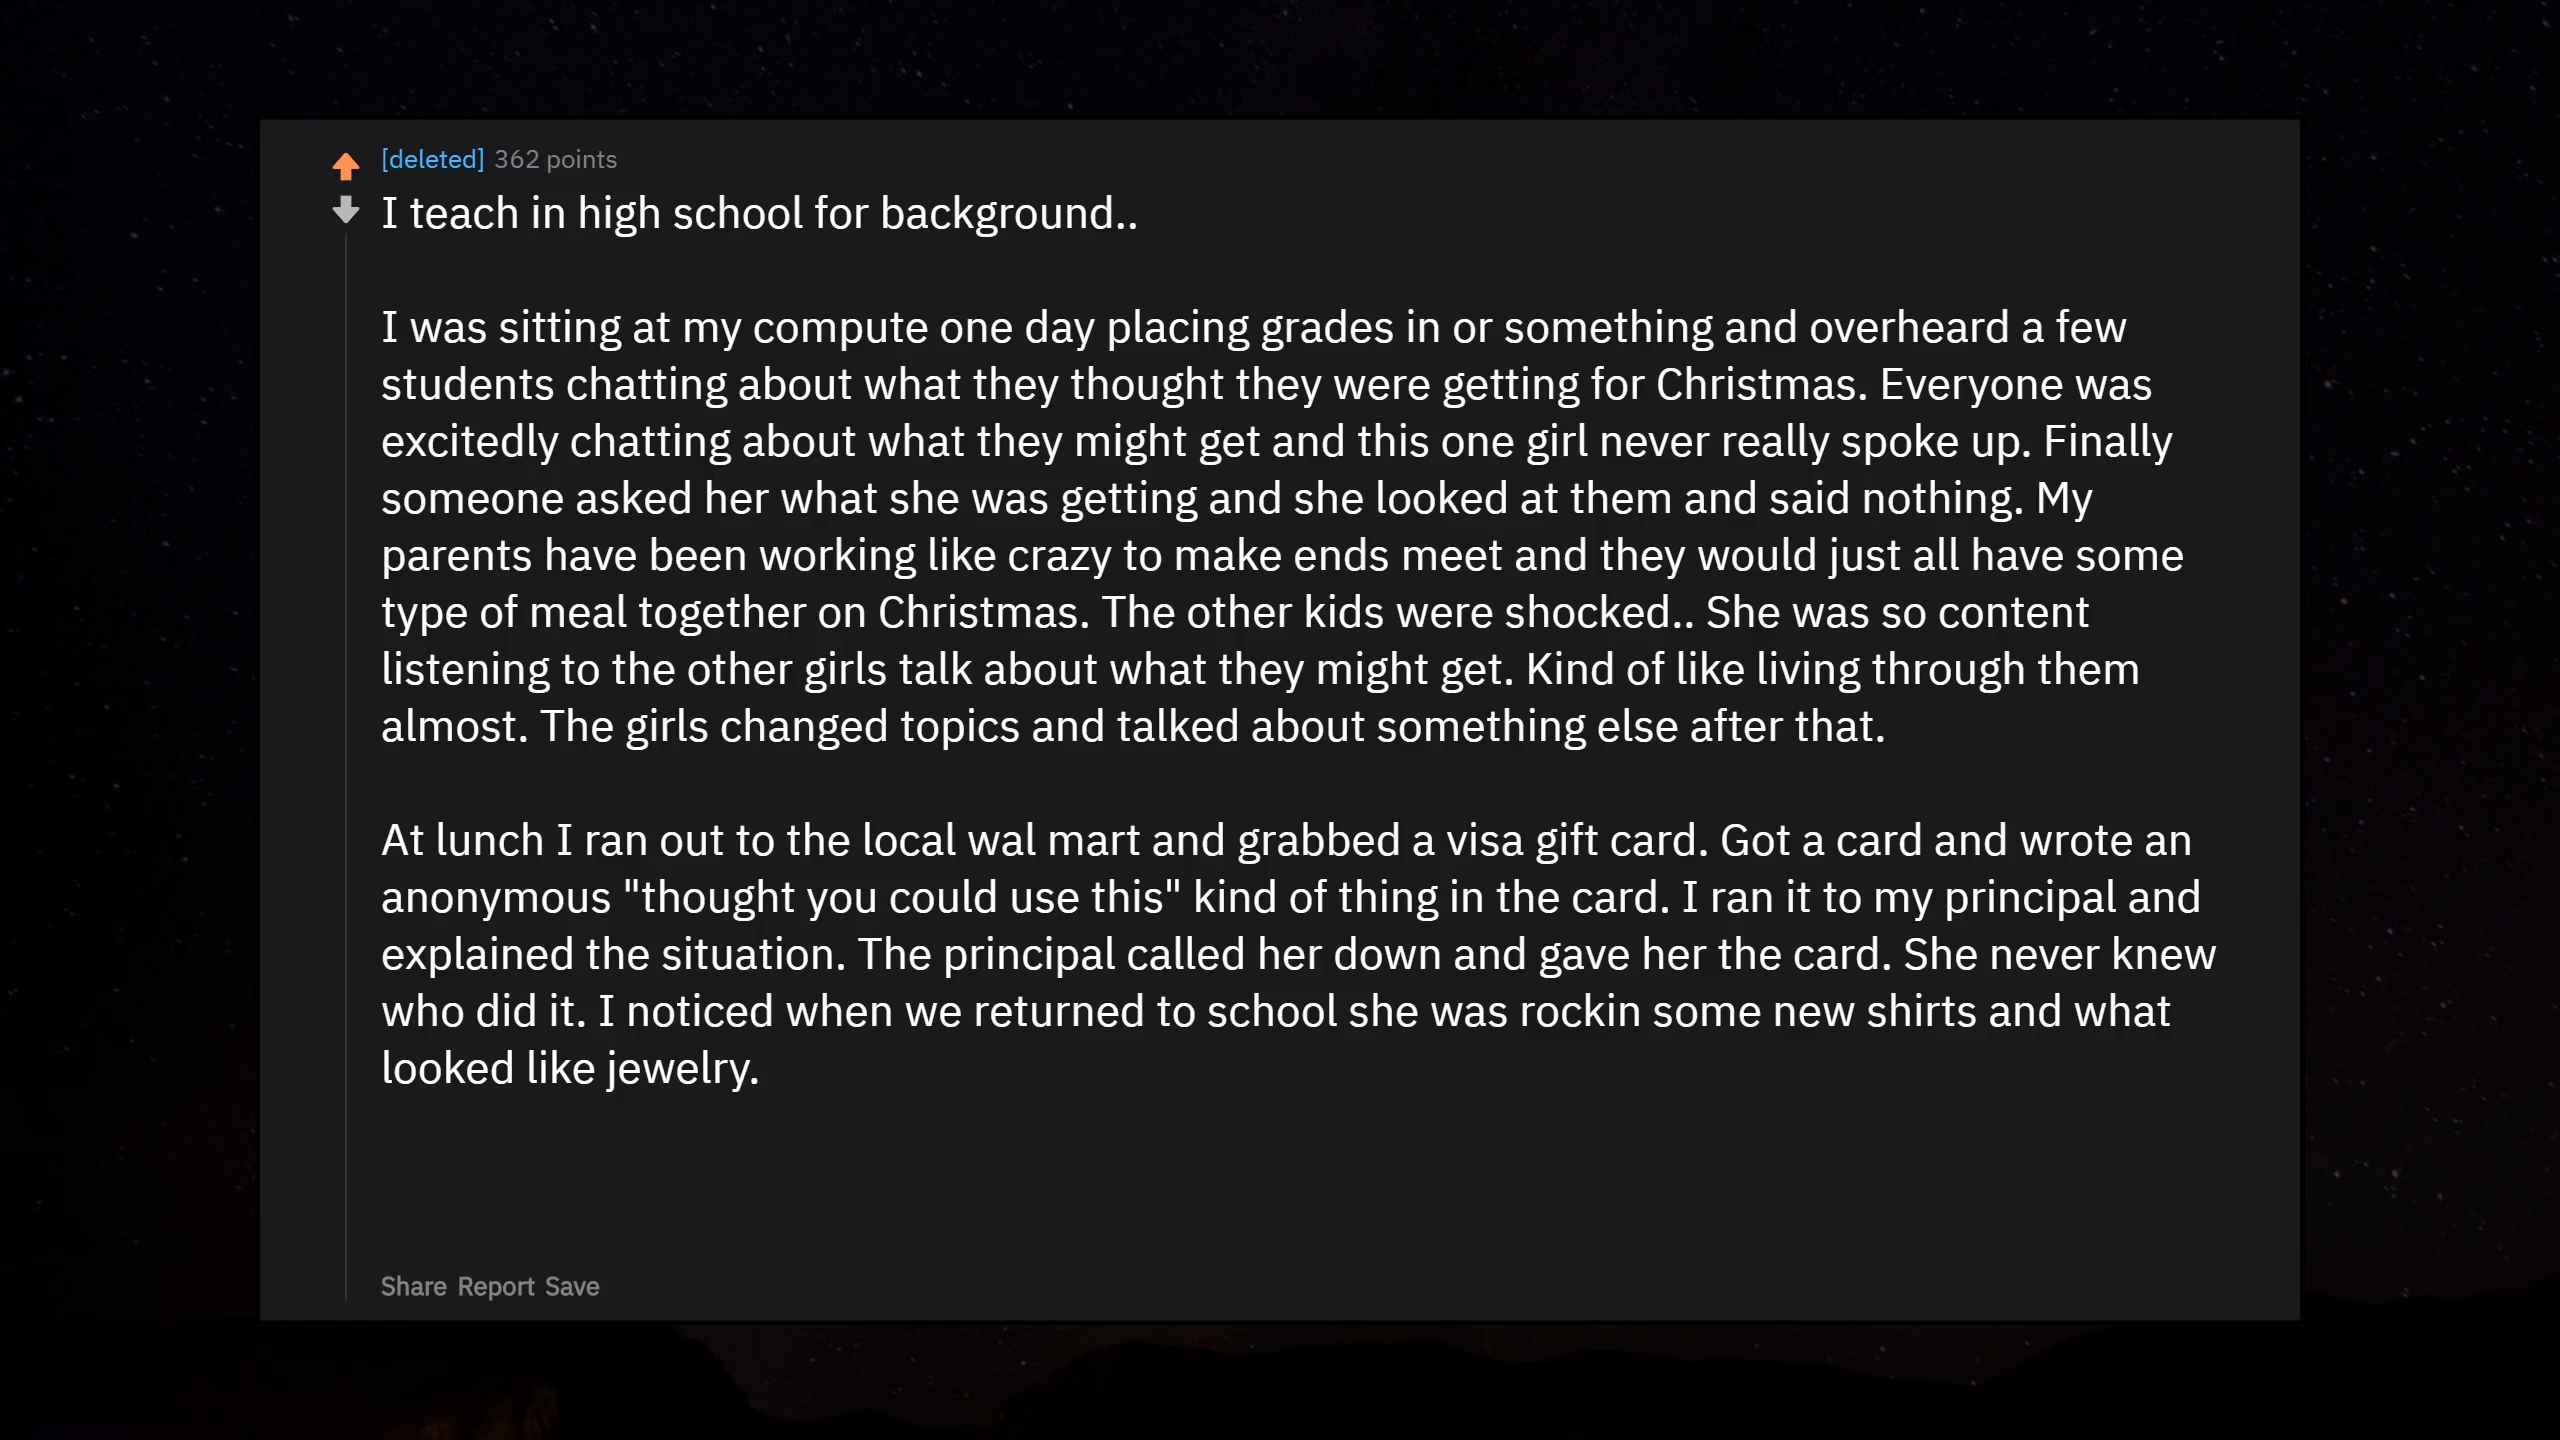 [deleted] 362 points
I teach in high school for background..
I was sitting at my compute one day placing grades in or something and overheard a few
students chatting about what they thought they were getting for Christmas. Everyone was
excitedly chatting about what they might get and this one girl never really spoke up. Finally
someone asked her what she was getting and she looked at them and said nothing. My
parents have been working like crazy to make ends meet and they would just all have some
type of meal together on Christmas. The other kids were shocked.. She was so content
listening to the other girls talk about what they might get. Kind of like living through them
almost. The girls changed topics and talked about something else after that.
At lunch I ran out to the local wal mart and grabbed a visa gift card. Got a card and wrote an
anonymous "thought you could use this" kind of thing in the card. I ran it to my principal and
explained the situation. The principal called her down and gave her the card. She never knew
who did it. I noticed when we returned to school she was rockin some new shirts and what
looked like jewelry.
Share Report Save